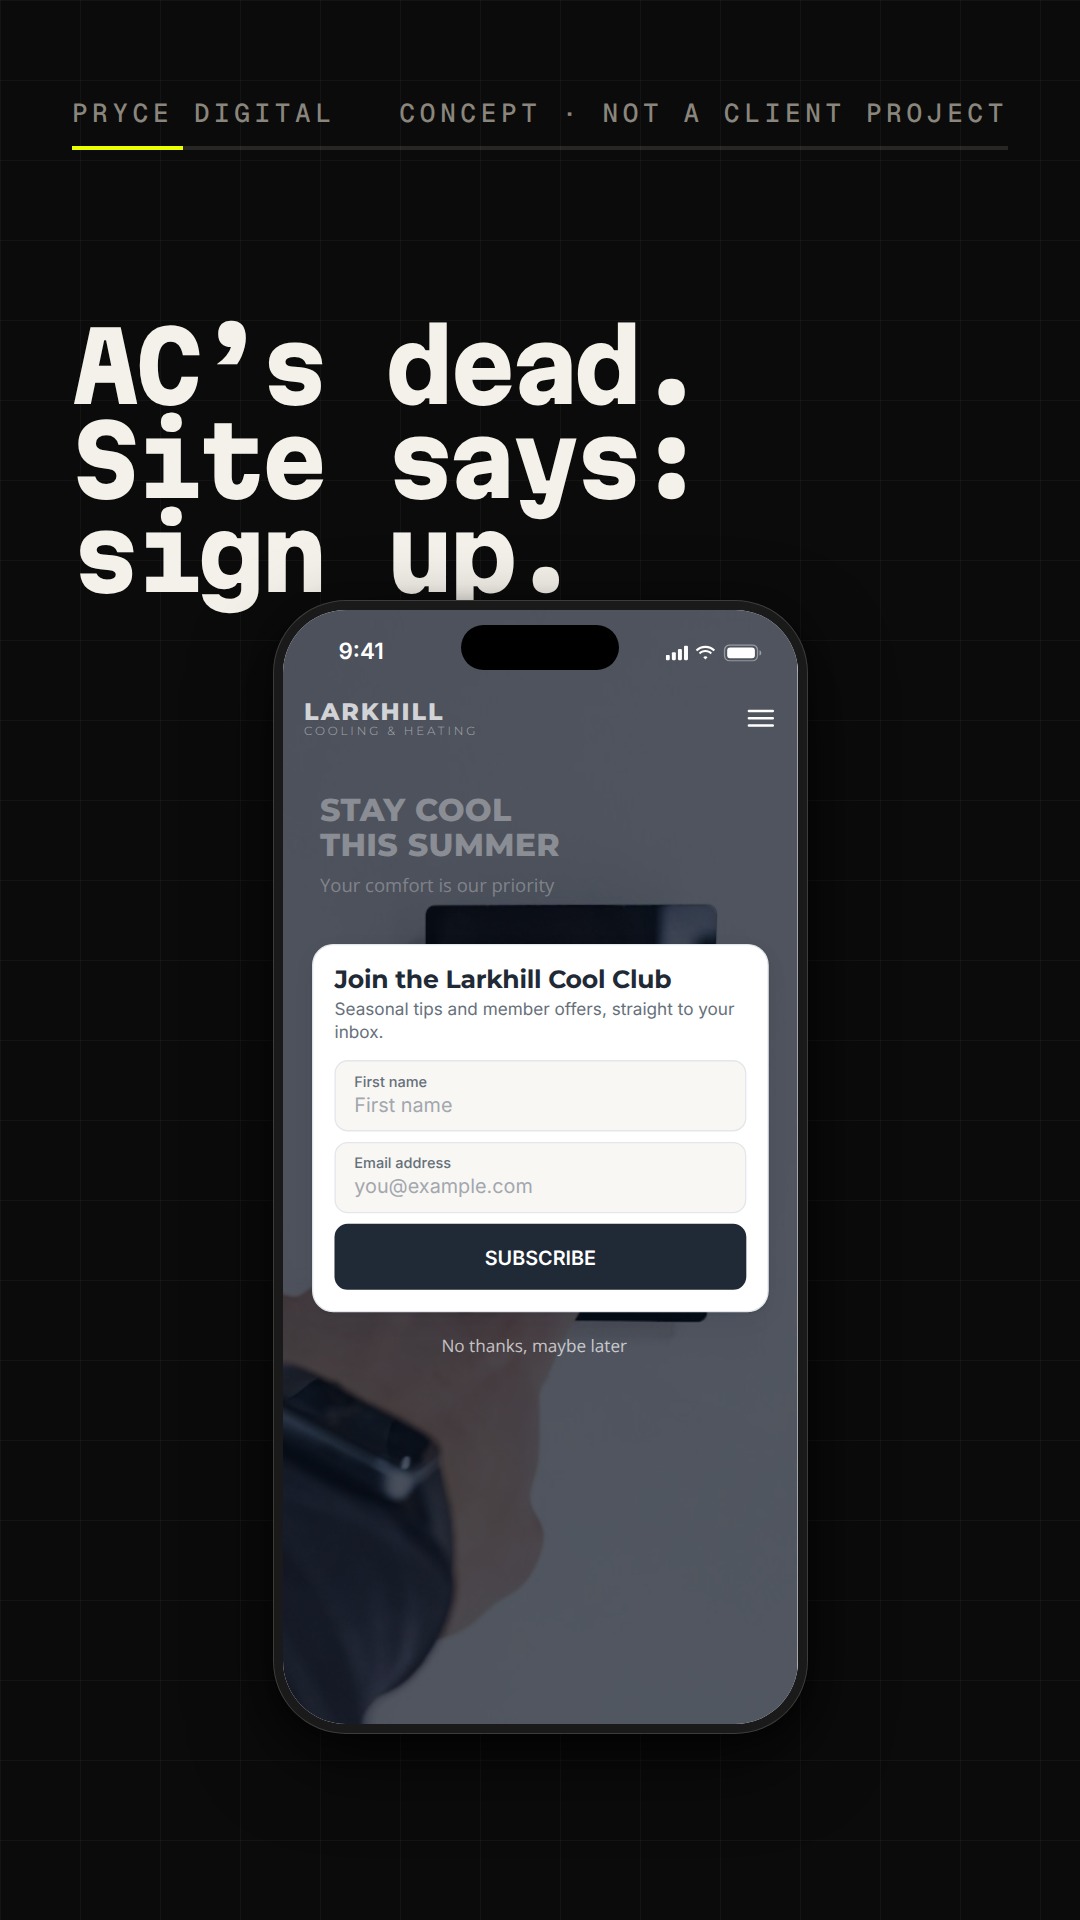 PRYCE DIGITAL CONCEPT · NOT A CLIENT PROJECT
AC’s dead.
Site says:
sign up.
9:41
LARKHILL
COOLING & HEATING
STAY COOL
THIS SUMMER
Your comfort is our priority
Join the Larkhill Cool Club
Seasonal tips and member offers, straight to your
inbox.
First name
First name
Email address
you@example.com
SUBSCRIBE
No thanks, maybe later